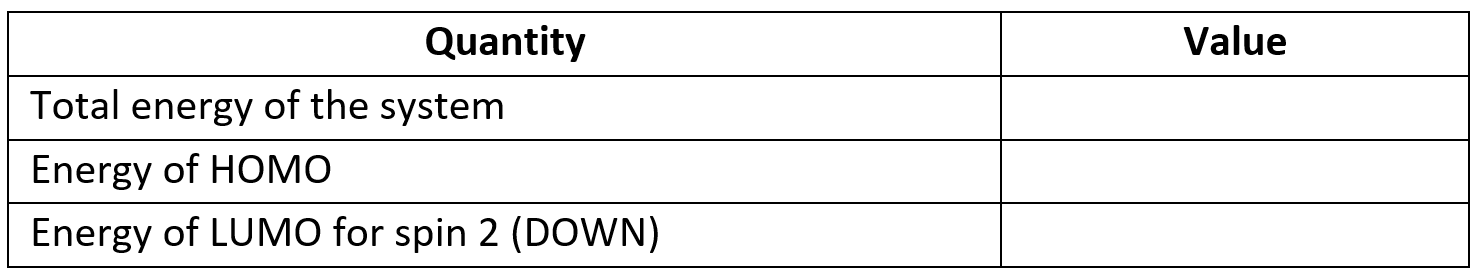 Quantity Value
Total energy of the system
Energy of HOMO
Energy of LUMO for spin 2 (DOWN)